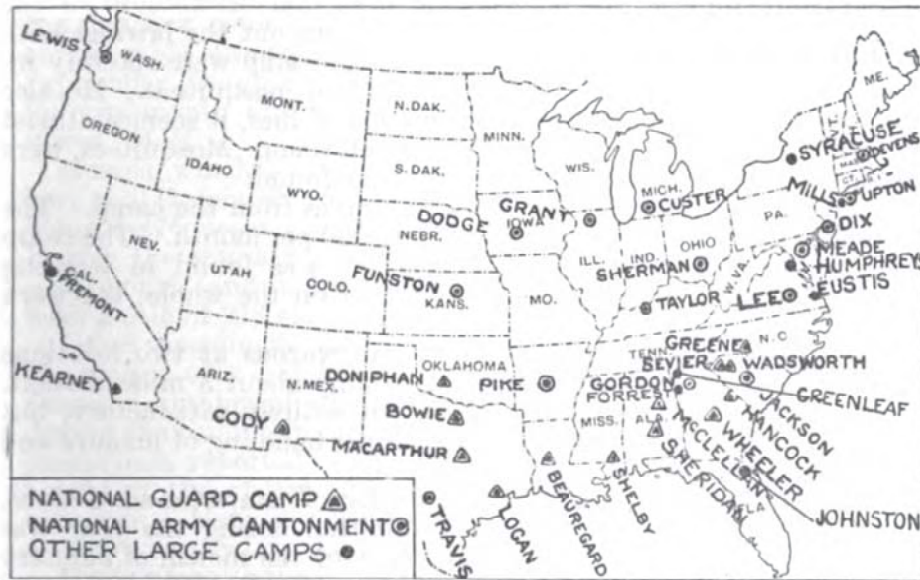 LEWIS
WASH.
MONT.
N.DAK.
MINN.
ME.
OREGON
IDAHO
S.DAK.
WIS.
MICH.
SYRACUSE
DEVENS
WYO.
CUSTER
MILLS
UPTON
DODGE
IOWA
GRANT
NEBR.
PA.
DIX
NEV.
UTAH
ILL.
IND.
OHIO
MEADE
SHERMAN
W.VA.
HUMPHREYS
CAL.
FREMONT
COLO.
FUNSTON
KANS.
MO.
TAYLOR
LEE
EUSTIS
GREENE
N.C.
TENN.
SEVIER
WADSWORTH
ARIZ.
N.MEX.
DONIPHAN
OKLAHOMA
PIKE
GORDON
KEARNEY
FORREST
GREENLEAF
CODY
BOWIE
MISS.
ALA.
JACKSON
HANCOCK
WHEELER
MCCLELLAN
SHERIDAN
MACARTHUR
FLA.
JOHNSTON
TRAVIS
LOGAN
BEAUREGARD
SHELBY
NATIONAL GUARD CAMP
NATIONAL ARMY CANTONMENT
OTHER LARGE CAMPS